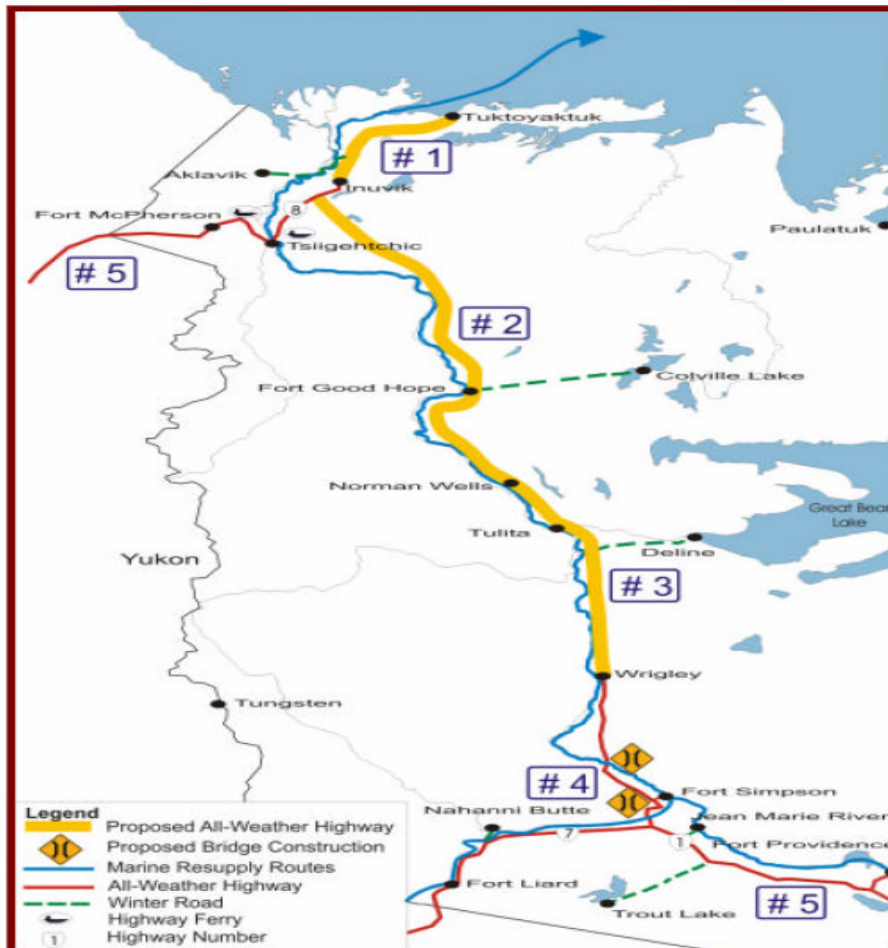 Tuktoyaktuk
# 1
Aklavik
Inuvik
Fort McPherson
8
Paulatuk
Tsiigehtchic
# 5
# 2
Colville Lake
Fort Good Hope
Norman Wells
Great Bear
Lake
Tulita
Deline
Yukon
# 3
Wrigley
Tungsten
# 4
Fort Simpson
Nahanni Butte
Jean Marie River
7
1
Fort Providence
Fort Liard
# 5
Trout Lake
Legend
Proposed All-Weather Highway
Proposed Bridge Construction
Marine Resupply Routes
All-Weather Highway
Winter Road
Highway Ferry
1 Highway Number